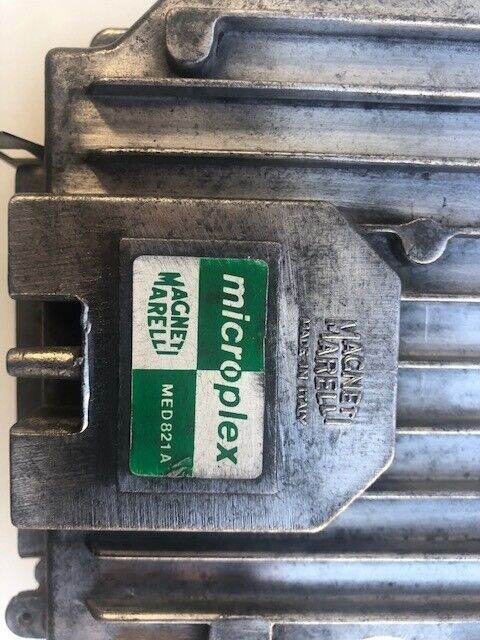 microplex
MAGNETI
MARELLI
MED821A
MAGNETI
MARELLI
MADE IN ITALY